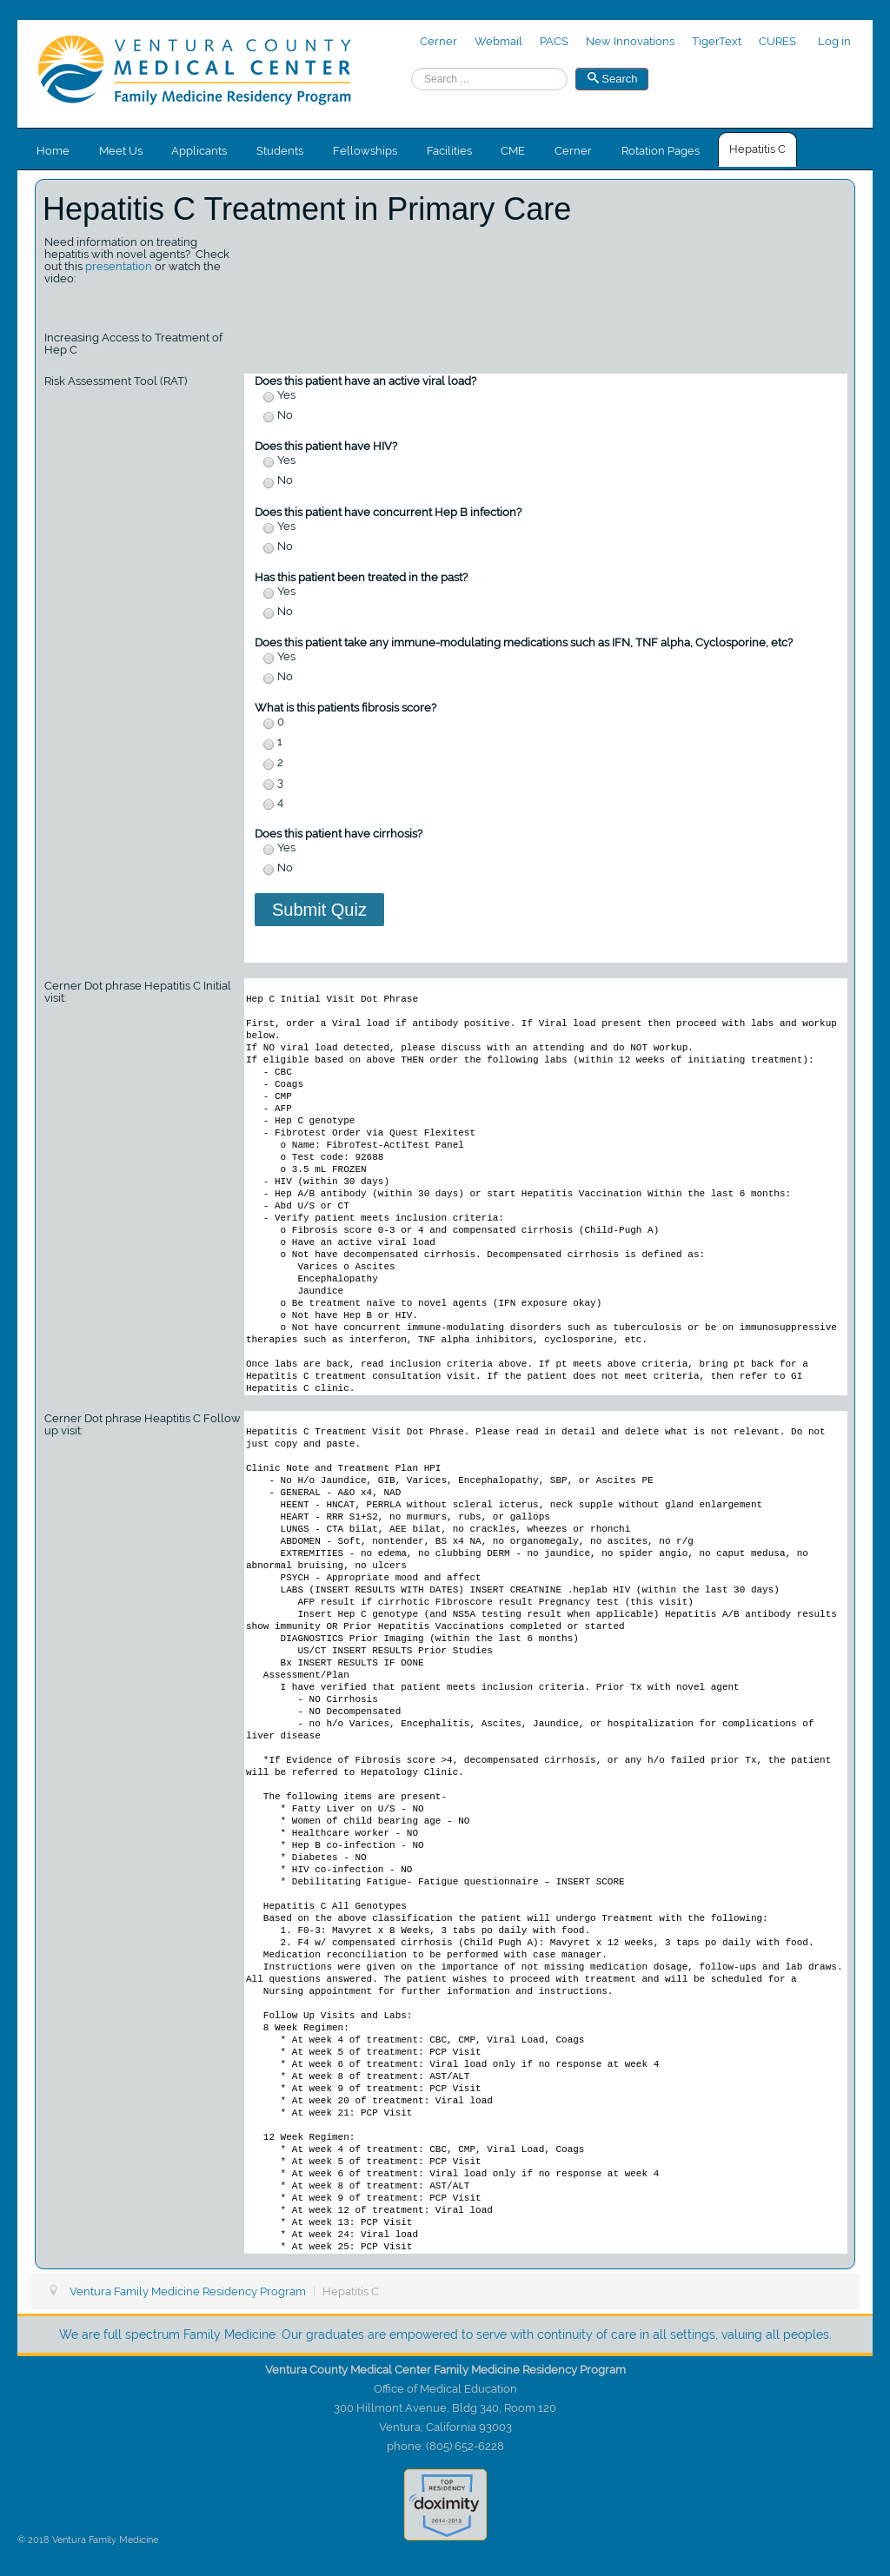 VENTURA COUNTY
MEDICAL CENTER
Family Medicine Residency Program
Cerner Webmail PACS New Innovations TigerText CURES Log in
Search ... Search
Home Meet Us Applicants Students Fellowships Facilities CME Cerner Rotation Pages Hepatitis C
Hepatitis C Treatment in Primary Care
Need information on treating
hepatitis with novel agents? Check
out this presentation or watch the
video:
Increasing Access to Treatment of
Hep C
Risk Assessment Tool (RAT)
Does this patient have an active viral load?
Yes
No
Does this patient have HIV?
Yes
No
Does this patient have concurrent Hep B infection?
Yes
No
Has this patient been treated in the past?
Yes
No
Does this patient take any immune-modulating medications such as IFN, TNF alpha, Cyclosporine, etc?
Yes
No
What is this patients fibrosis score?
0
1
2
3
4
Does this patient have cirrhosis?
Yes
No
Submit Quiz
Cerner Dot phrase Hepatitis C Initial
visit:
Hep C Initial Visit Dot Phrase
First, order a Viral load if antibody positive. If Viral load present then proceed with labs and workup
below.
If NO viral load detected, please discuss with an attending and do NOT workup.
If eligible based on above THEN order the following labs (within 12 weeks of initiating treatment):
- CBC
- Coags
- CMP
- AFP
- Hep C genotype
- Fibrotest Order via Quest Flexitest
o Name: FibroTest-ActiTest Panel
o Test code: 92688
o 3.5 mL FROZEN
- HIV (within 30 days)
- Hep A/B antibody (within 30 days) or start Hepatitis Vaccination Within the last 6 months:
- Abd U/S or CT
- Verify patient meets inclusion criteria:
o Fibrosis score 0-3 or 4 and compensated cirrhosis (Child-Pugh A)
o Have an active viral load
o Not have decompensated cirrhosis. Decompensated cirrhosis is defined as:
Varices o Ascites
Encephalopathy
Jaundice
o Be treatment naïve to novel agents (IFN exposure okay)
o Not have Hep B or HIV.
o Not have concurrent immune-modulating disorders such as tuberculosis or be on immunosuppressive
therapies such as interferon, TNF alpha inhibitors, cyclosporine, etc.
Once labs are back, read inclusion criteria above. If pt meets above criteria, bring pt back for a
Hepatitis C treatment consultation visit. If the patient does not meet criteria, then refer to GI
Hepatitis C clinic.
Cerner Dot phrase Heaptitis C Follow
up visit:
Hepatitis C Treatment Visit Dot Phrase. Please read in detail and delete what is not relevant. Do not
just copy and paste.
Clinic Note and Treatment Plan HPI
- No H/o Jaundice, GIB, Varices, Encephalopathy, SBP, or Ascites PE
- GENERAL - A&O x4, NAD
HEENT - HNCAT, PERRLA without scleral icterus, neck supple without gland enlargement
HEART - RRR S1+S2, no murmurs, rubs, or gallops
LUNGS - CTA bilat, AEE bilat, no crackles, wheezes or rhonchi
ABDOMEN - Soft, nontender, BS x4 NA, no organomegaly, no ascites, no r/g
EXTREMITIES - no edema, no clubbing DERM - no jaundice, no spider angio, no caput medusa, no
abnormal bruising, no ulcers
PSYCH - Appropriate mood and affect
LABS (INSERT RESULTS WITH DATES) INSERT CREATNINE .heplab HIV (within the last 30 days)
AFP result if cirrhotic Fibroscore result Pregnancy test (this visit)
Insert Hep C genotype (and NS5A testing result when applicable) Hepatitis A/B antibody results
show immunity OR Prior Hepatitis Vaccinations completed or started
DIAGNOSTICS Prior Imaging (within the last 6 months)
US/CT INSERT RESULTS Prior Studies
Bx INSERT RESULTS IF DONE
Assessment/Plan
I have verified that patient meets inclusion criteria. Prior Tx with novel agent
- NO Cirrhosis
- NO Decompensated
- no h/o Varices, Encephalitis, Ascites, Jaundice, or hospitalization for complications of
liver disease
*If Evidence of Fibrosis score >4, decompensated cirrhosis, or any h/o failed prior Tx, the patient
will be referred to Hepatology Clinic.
The following items are present-
* Fatty Liver on U/S - NO
* Women of child bearing age - NO
* Healthcare worker - NO
* Hep B co-infection - NO
* Diabetes - NO
* HIV co-infection - NO
* Debilitating Fatigue- Fatigue questionnaire – INSERT SCORE
Hepatitis C All Genotypes
Based on the above classification the patient will undergo Treatment with the following:
1. F0-3: Mavyret x 8 Weeks, 3 tabs po daily with food.
2. F4 w/ compensated cirrhosis (Child Pugh A): Mavyret x 12 weeks, 3 taps po daily with food.
Medication reconciliation to be performed with case manager.
Instructions were given on the importance of not missing medication dosage, follow-ups and lab draws.
All questions answered. The patient wishes to proceed with treatment and will be scheduled for a
Nursing appointment for further information and instructions.
Follow Up Visits and Labs:
8 Week Regimen:
* At week 4 of treatment: CBC, CMP, Viral Load, Coags
* At week 5 of treatment: PCP Visit
* At week 6 of treatment: Viral load only if no response at week 4
* At week 8 of treatment: AST/ALT
* At week 9 of treatment: PCP Visit
* At week 20 of treatment: Viral load
* At week 21: PCP Visit
12 Week Regimen:
* At week 4 of treatment: CBC, CMP, Viral Load, Coags
* At week 5 of treatment: PCP Visit
* At week 6 of treatment: Viral load only if no response at week 4
* At week 8 of treatment: AST/ALT
* At week 9 of treatment: PCP Visit
* At week 12 of treatment: Viral load
* At week 13: PCP Visit
* At week 24: Viral load
* At week 25: PCP Visit
Ventura Family Medicine Residency Program | Hepatitis C
We are full spectrum Family Medicine. Our graduates are empowered to serve with continuity of care in all settings, valuing all peoples.
Ventura County Medical Center Family Medicine Residency Program
Office of Medical Education
300 Hillmont Avenue, Bldg 340, Room 120
Ventura, California 93003
phone: (805) 652-6228
TOP
RESIDENCY
doximity
2014-2015
© 2018 Ventura Family Medicine